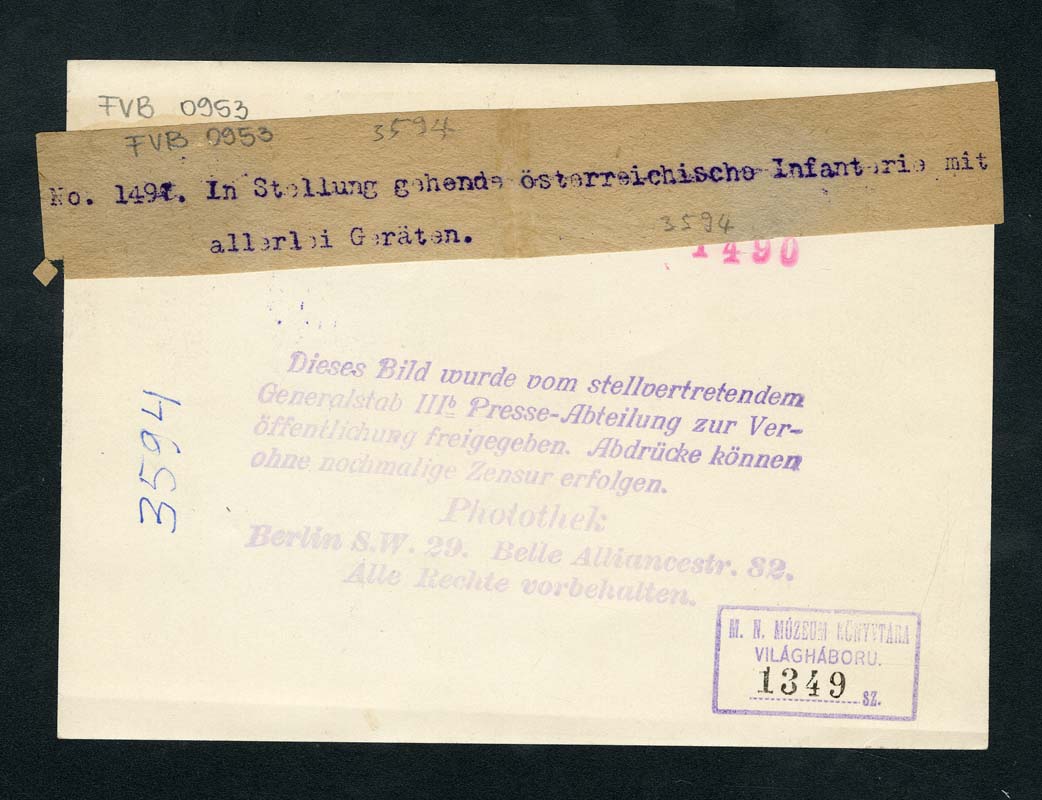 FVB 0953
FVB 0953
3594
No. 1491. In Stellung gehende österreichische Infanterie mit
allerlei Geräten.
3594
1490
Dieses Bild wurde vom stellvertretendem
Generalstab IIIb Presse-Abteilung zur Ver-
öffentlichung freigegeben. Abdrücke können
ohne nochmalige Zensur erfolgen.
Photothek
Berlin S.W. 29. Belle Alliancestr. 82.
Alle Rechte vorbehalten.
3594
M. N. MÚZEUM KÖNYVTÁRA
VILÁGHÁBORU.
1349 SZ.